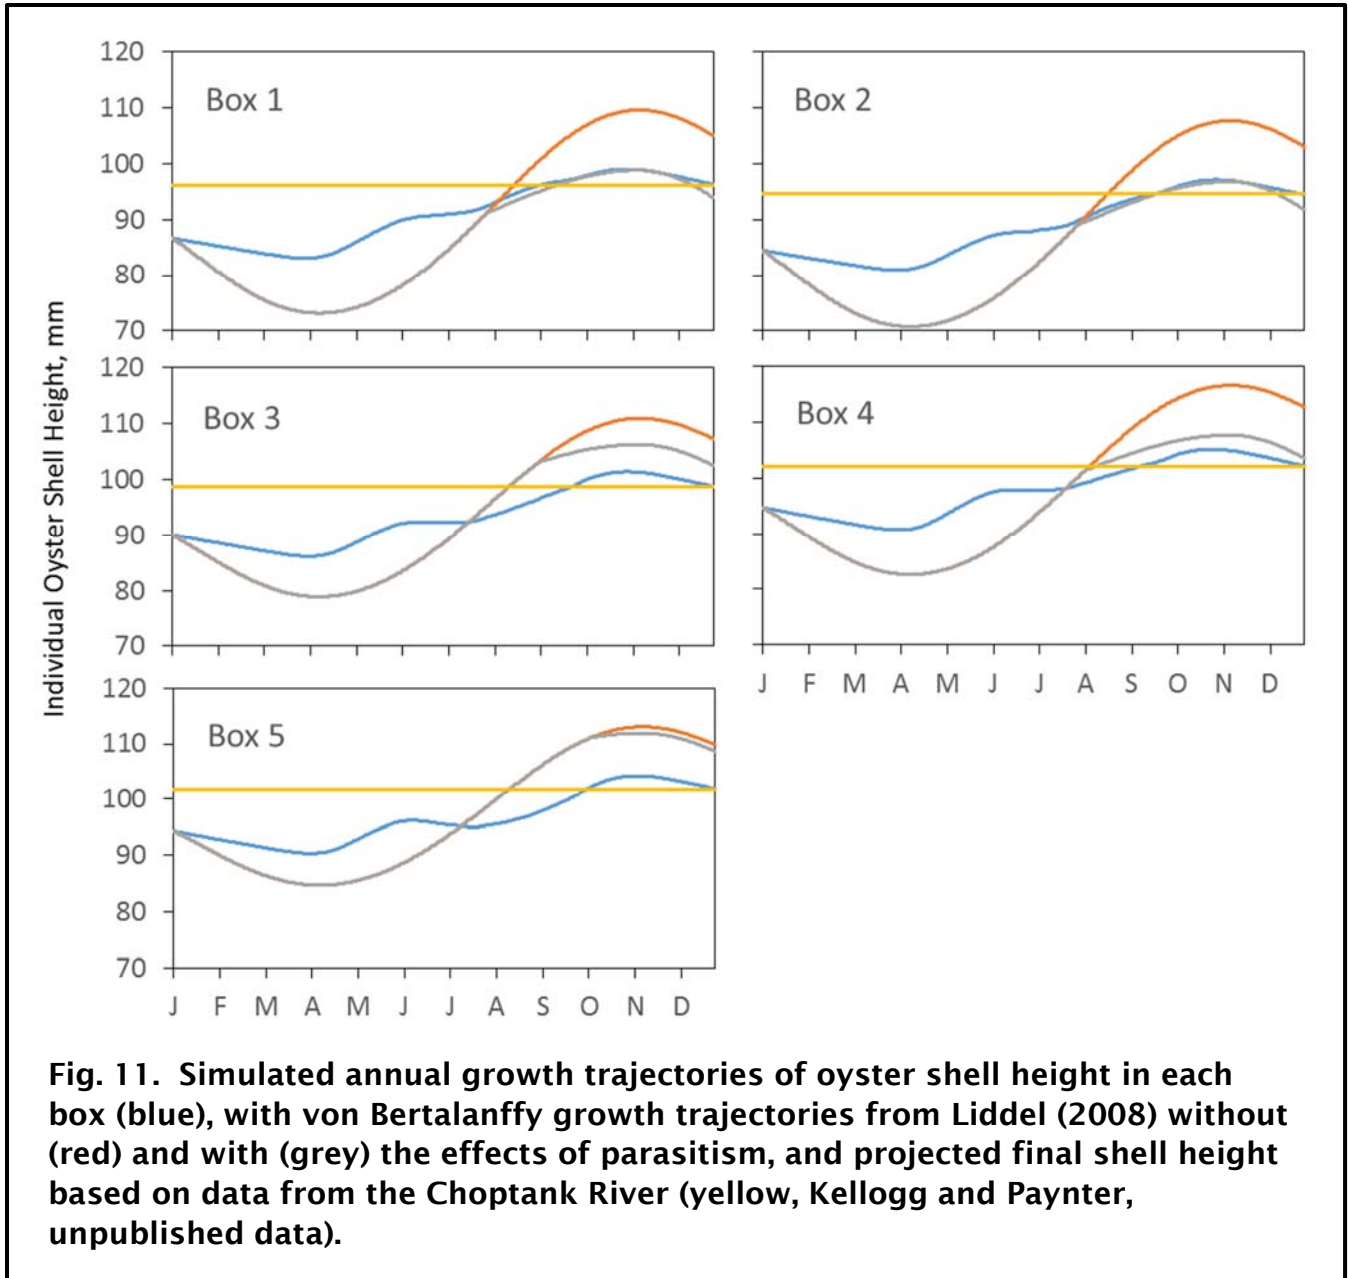 Individual Oyster Shell Height, mm
120
110
100
90
80
70
Box 1
Box 2
120
110
100
90
80
70
Box 3
Box 4
J F M A M J J A S O N D
120
110
100
90
80
70
Box 5
J F M A M J J A S O N D
Fig. 11. Simulated annual growth trajectories of oyster shell height in each
box (blue), with von Bertalanffy growth trajectories from Liddel (2008) without
(red) and with (grey) the effects of parasitism, and projected final shell height
based on data from the Choptank River (yellow, Kellogg and Paynter,
unpublished data).